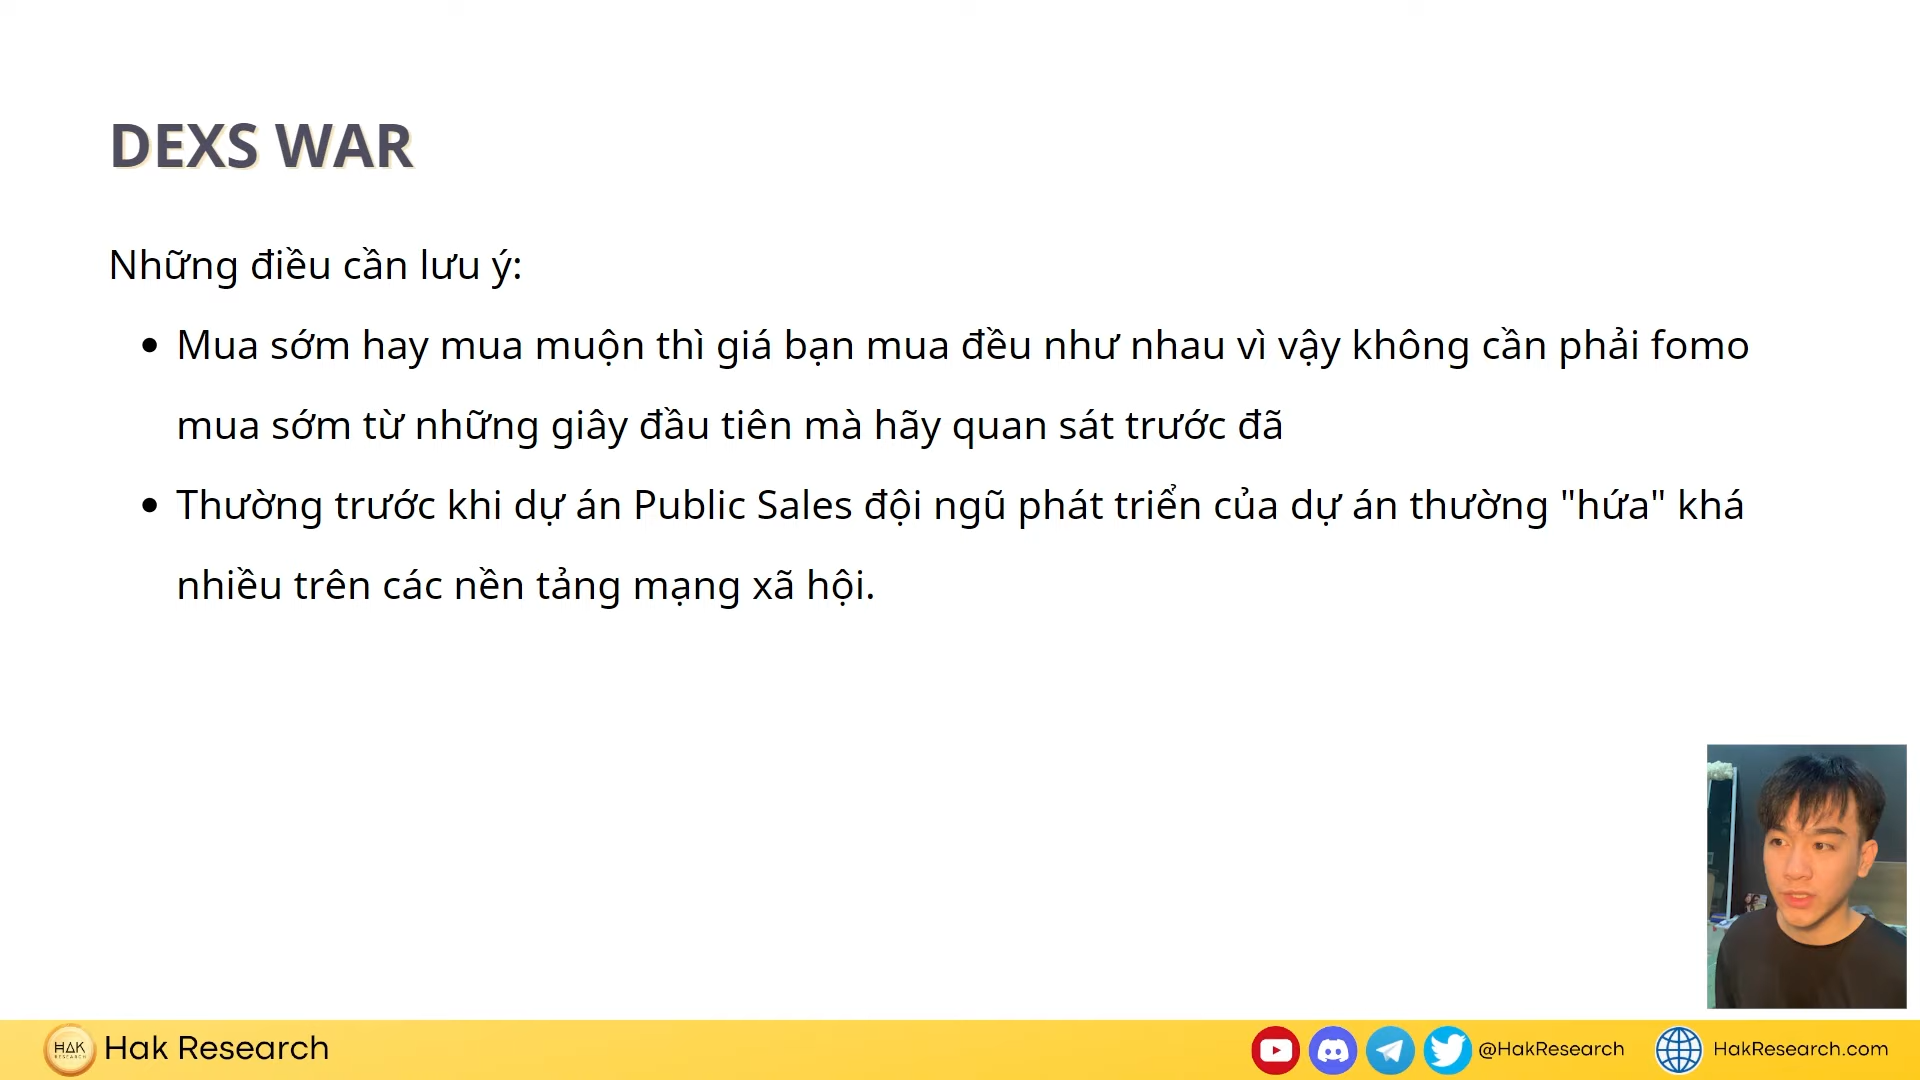 DEXS WAR
Những điều cần lưu ý:
• Mua sớm hay mua muộn thì giá bạn mua đều như nhau vì vậy không cần phải fomo
mua sớm từ những giây đầu tiên mà hãy quan sát trước đã
• Thường trước khi dự án Public Sales đội ngũ phát triển của dự án thường "hứa" khá
nhiều trên các nền tảng mạng xã hội.
HAK
RESEARCH
Hak Research
@HakResearch
HakResearch.com